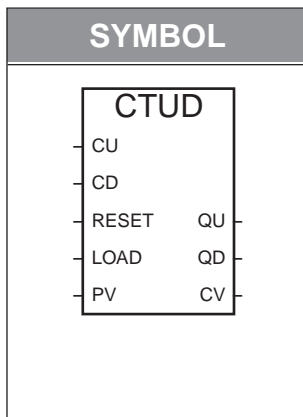 SYMBOL
CTUD
CU
CD
RESET QU
LOAD QD
PV CV